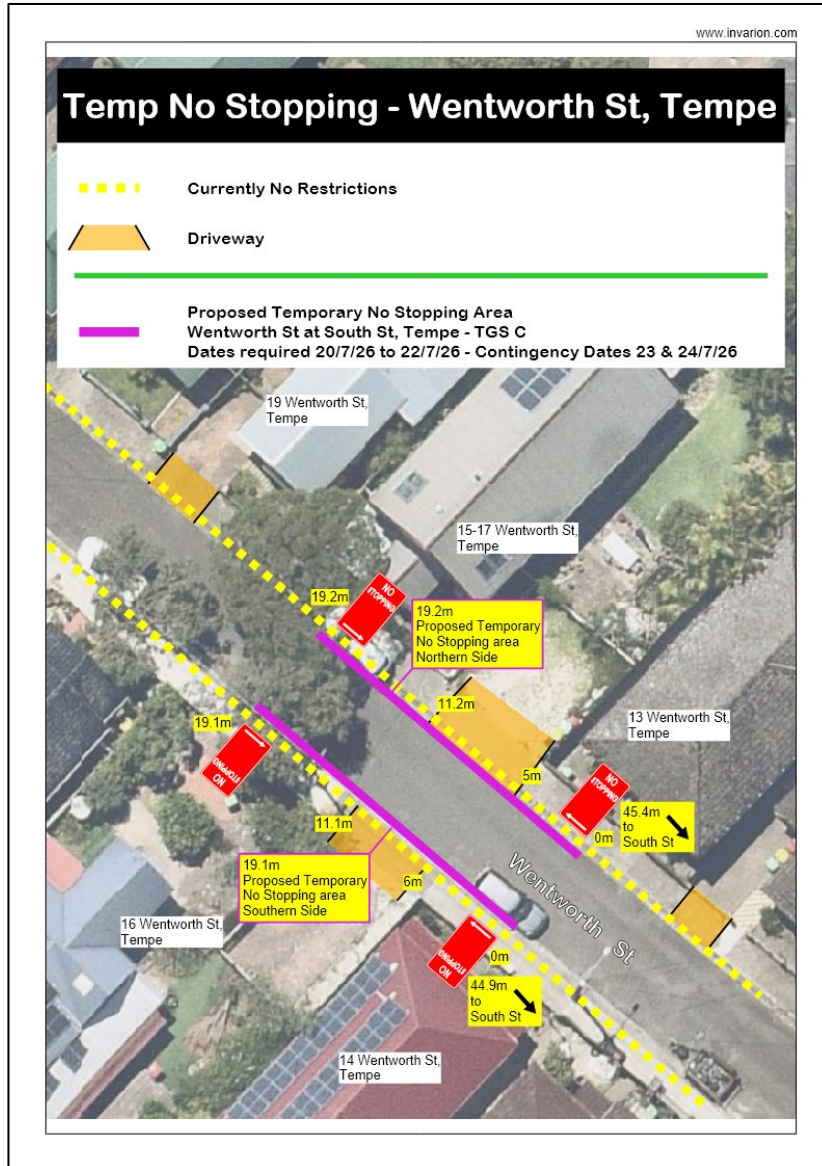 www.invarion.com
Temp No Stopping - Wentworth St, Tempe
Currently No Restrictions
Driveway
Proposed Temporary No Stopping Area
Wentworth St at South St, Tempe - TGS C
Dates required 20/7/26 to 22/7/26 - Contingency Dates 23 & 24/7/26
19 Wentworth St,
Tempe
15-17 Wentworth St,
Tempe
19.2m
NO
STOPPING
19.2m
Proposed Temporary
No Stopping area
Northern Side
11.2m
13 Wentworth St,
Tempe
19.1m
NO
STOPPING
5m
NO
STOPPING
45.4m
to
South St
0m
11.1m
19.1m
Proposed Temporary
No Stopping area
Southern Side
6m
Wentworth St
16 Wentworth St,
Tempe
NO
STOPPING
0m
44.9m
to
South St
14 Wentworth St,
Tempe